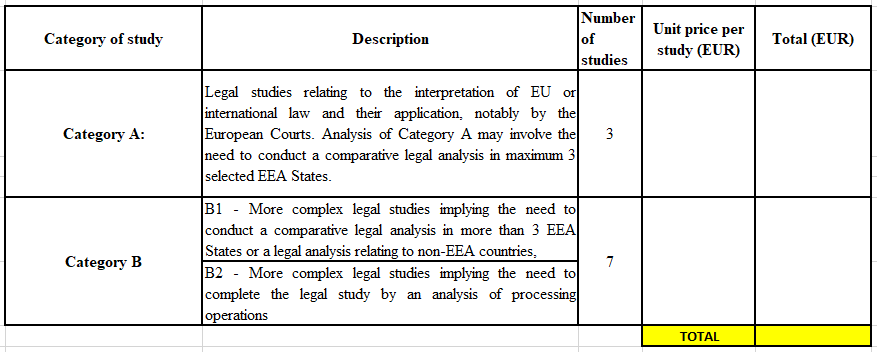 Category of study
Description
Number
of
studies
Unit price per
study (EUR)
Total (EUR)
Category A:
Legal studies relating to the interpretation of EU or
international law and their application, notably by the
European Courts. Analysis of Category A may involve the
need to conduct a comparative legal analysis in maximum 3
selected EEA States.
3
Category B
B1 - More complex legal studies implying the need to
conduct a comparative legal analysis in more than 3 EEA
States or a legal analysis relating to non-EEA countries,
B2 - More complex legal studies implying the need to
complete the legal study by an analysis of processing
operations
7
TOTAL